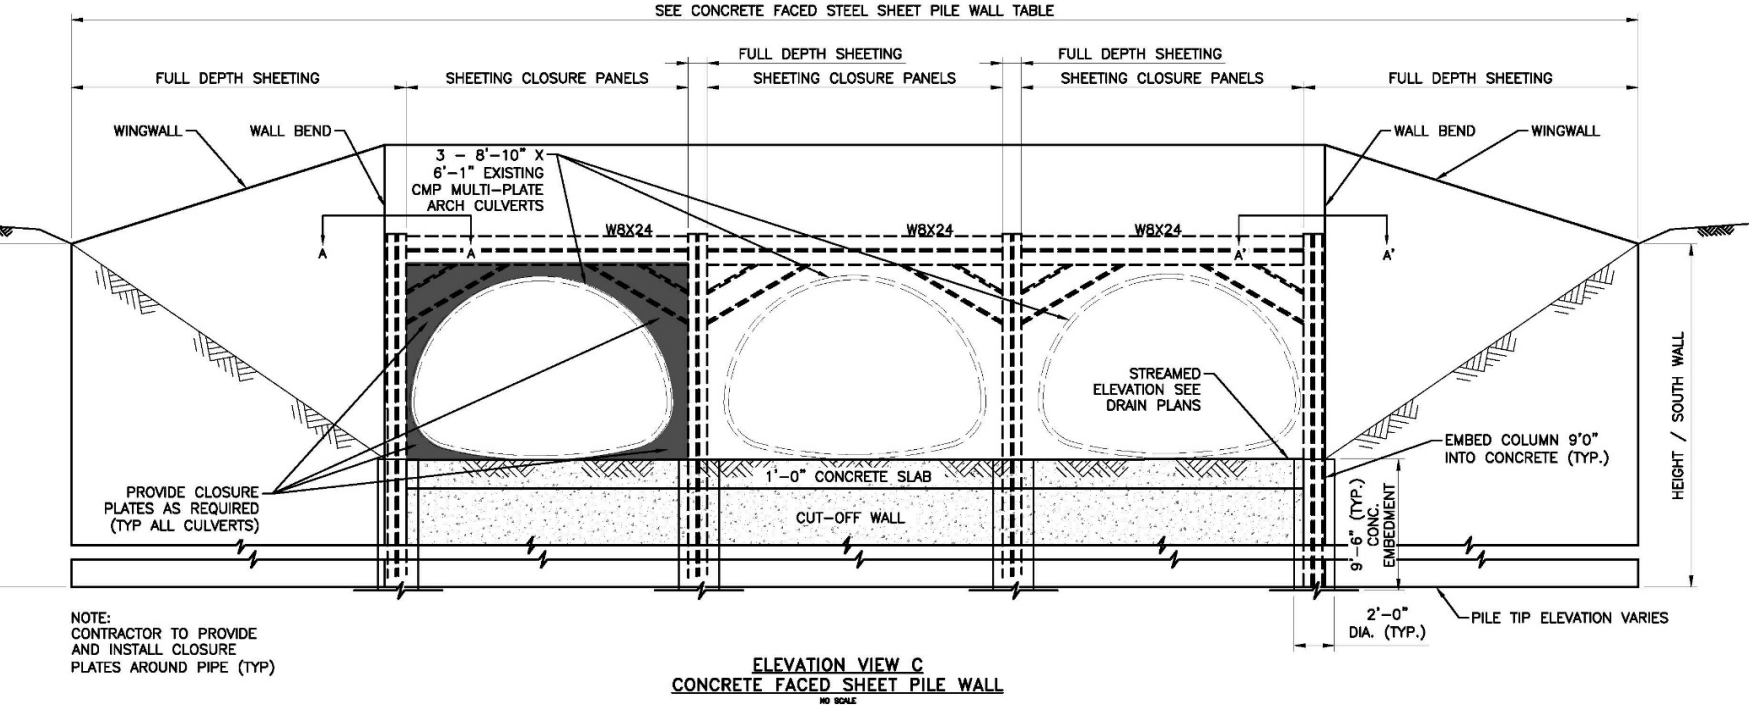 SEE CONCRETE FACED STEEL SHEET PILE WALL TABLE
FULL DEPTH SHEETING
FULL DEPTH SHEETING
FULL DEPTH SHEETING
SHEETING CLOSURE PANELS
SHEETING CLOSURE PANELS
SHEETING CLOSURE PANELS
FULL DEPTH SHEETING
WINGWALL
WALL BEND
WALL BEND
WINGWALL
3 - 8'-10" X
6'-1" EXISTING
CMP MULTI-PLATE
ARCH CULVERTS
W8X24
W8X24
W8X24
A
A
A'
A'
STREAMED
ELEVATION SEE
DRAIN PLANS
HEIGHT / SOUTH WALL
EMBED COLUMN 9'0"
INTO CONCRETE (TYP.)
1'-0" CONCRETE SLAB
PROVIDE CLOSURE
PLATES AS REQUIRED
(TYP ALL CULVERTS)
CUT-OFF WALL
9'-6" (TYP.)
CONC.
EMBEDMENT
2'-0"
DIA. (TYP.)
PILE TIP ELEVATION VARIES
NOTE:
CONTRACTOR TO PROVIDE
AND INSTALL CLOSURE
PLATES AROUND PIPE (TYP)
ELEVATION VIEW C
CONCRETE FACED SHEET PILE WALL
NO SCALE